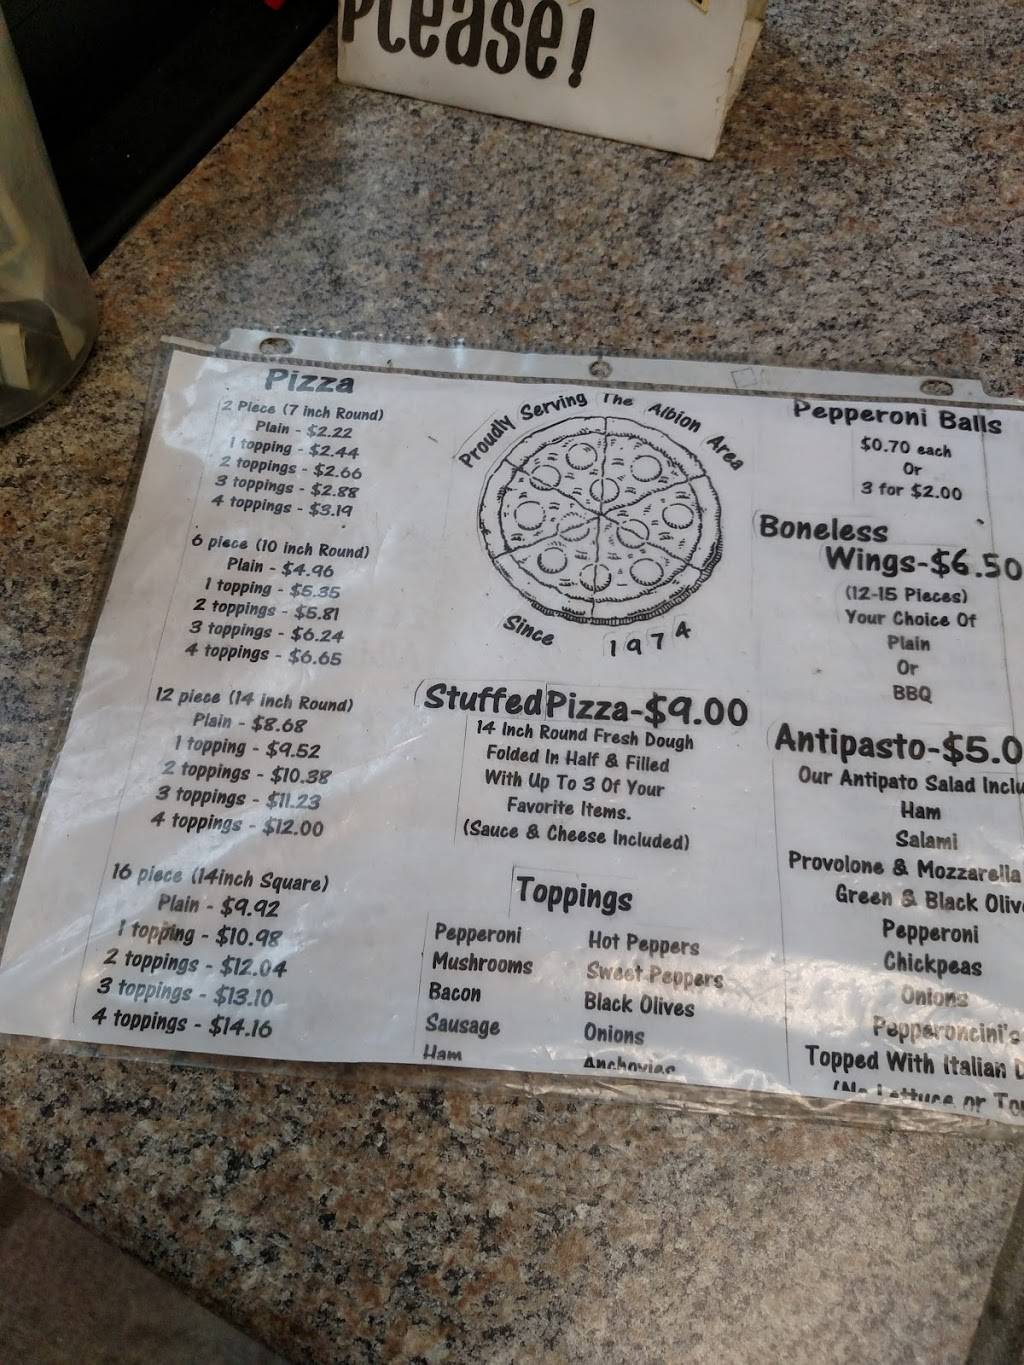 Please!
Pizza
2 Piece (7 inch Round)
Plain - $2.22
1 topping - $2.44
2 toppings - $2.66
3 toppings - $2.88
4 toppings - $3.19
6 piece (10 inch Round)
Plain - $4.96
1 topping - $5.35
2 toppings - $5.81
3 toppings - $6.24
4 toppings - $6.65
12 piece (14 inch Round)
Plain - $8.68
1 topping - $9.52
2 toppings - $10.38
3 toppings - $11.23
4 toppings - $12.00
16 piece (14inch Square)
Plain - $9.92
1 topping - $10.98
2 toppings - $12.04
3 toppings - $13.10
4 toppings - $14.16
Proudly Serving The Albion Area
Since 1974
Stuffed Pizza-$9.00
14 Inch Round Fresh Dough
Folded In Half & Filled
With Up To 3 Of Your
Favorite Items.
(Sauce & Cheese Included)
Toppings
Pepperoni
Mushrooms
Bacon
Sausage
Ham
Hot Peppers
Sweet Peppers
Black Olives
Onions
Anchovies
Pepperoni Balls
$0.70 each
Or
3 for $2.00
Boneless
Wings-$6.50
(12-15 Pieces)
Your Choice Of
Plain
Or
BBQ
Antipasto-$5.0
Our Antipato Salad Inclu
Ham
Salami
Provolone & Mozzarella
Green & Black Olive
Pepperoni
Chickpeas
Onions
Pepperoncini's
Topped With Italian D
(No Lettuce or To